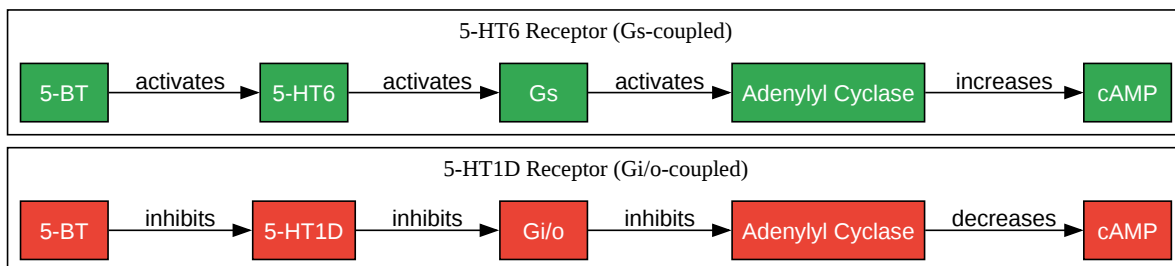 5-HT6 Receptor (Gs-coupled)
5-BT activates 5-HT6 activates Gs activates Adenylyl Cyclase increases cAMP
5-HT1D Receptor (Gi/o-coupled)
5-BT inhibits 5-HT1D inhibits Gi/o inhibits Adenylyl Cyclase decreases cAMP